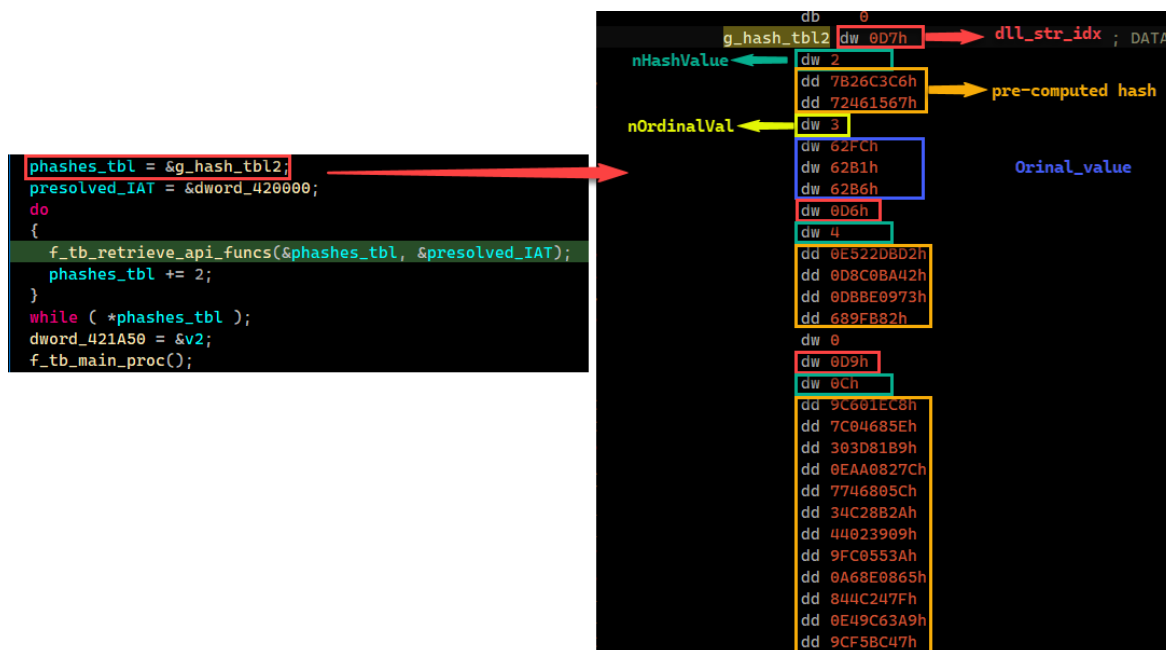 phashes_tbl = &g_hash_tbl2;
presolved_IAT = &dword_420000;
do
{
f_tb_retrieve_api_funcs(&phashes_tbl, &presolved_IAT);
phashes_tbl += 2;
}
while ( *phashes_tbl );
dword_421A50 = &v2;
f_tb_main_proc();
db 0
g_hash_tbl2 dw 0D7h dll_str_idx ; DATA
nHashValue dw 2
dd 7B26C3C6h
pre-computed hash
dd 72461567h
nOrdinalVal dw 3
dw 62FCh
dw 62B1h Orinal_value
dw 62B6h
dw 0D6h
dw 4
dd 0E522DBD2h
dd 0D8C0BA42h
dd 0DBBE0973h
dd 689FB82h
dw 0
dw 0D9h
dw 0Ch
dd 9C601EC8h
dd 7C04685Eh
dd 303D81B9h
dd 0EAA0827Ch
dd 7746805Ch
dd 34C28B2Ah
dd 44023909h
dd 9FC0553Ah
dd 0A68E0865h
dd 844C247Fh
dd 0E49C63A9h
dd 9CF5BC47h